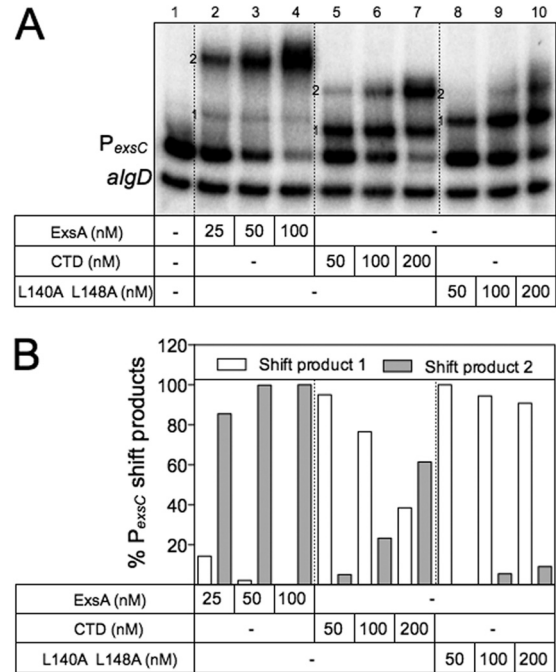 A
1 2 3 4 5 6 7 8 9 10
2
2
2
1
1
1
PexsC
algD
ExsA (nM) - 25 50 100 -
CTD (nM) - - 50 100 200 -
L140A L148A (nM) - - 50 100 200
B
% PexsC shift products
120
100
80
60
40
20
Shift product 1 Shift product 2
ExsA (nM) 25 50 100 -
CTD (nM) - 50 100 200 -
L140A L148A (nM) - 50 100 200